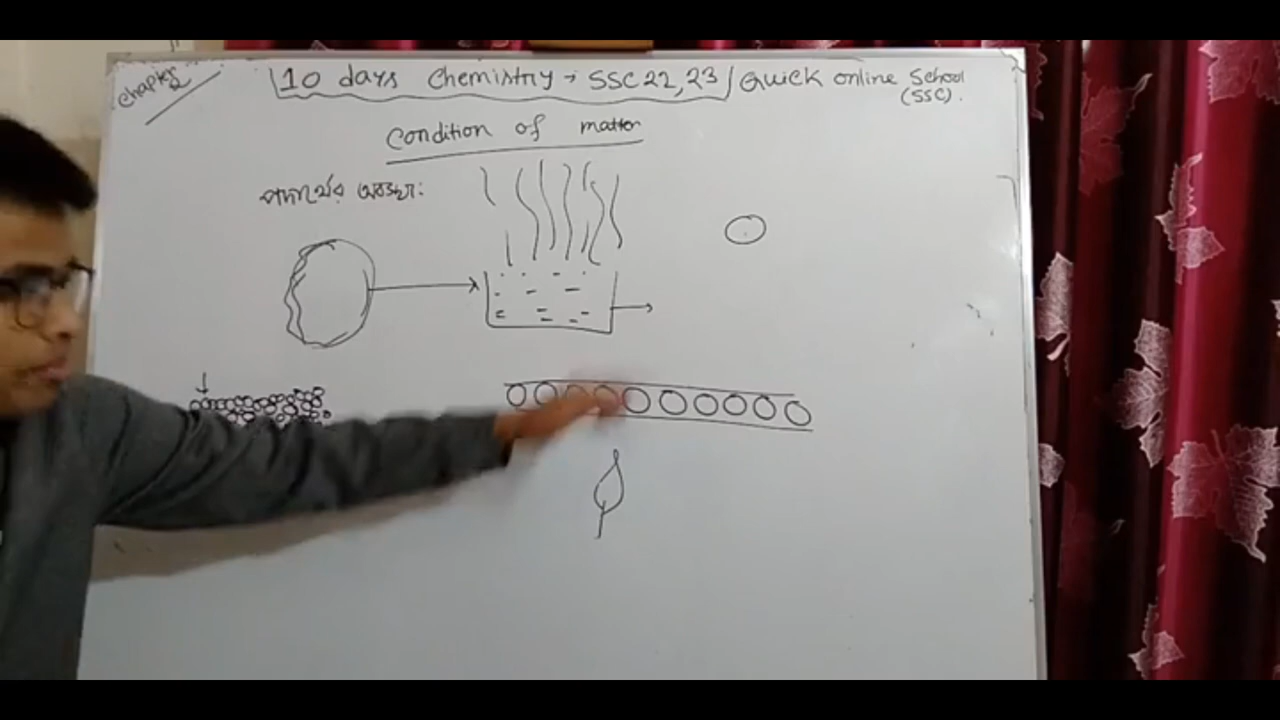 Chapter 2
10 days Chemistry → SSC 22, 23 / Quick online School
(SSC).
Condition of matter
পদার্থের অবস্থা: